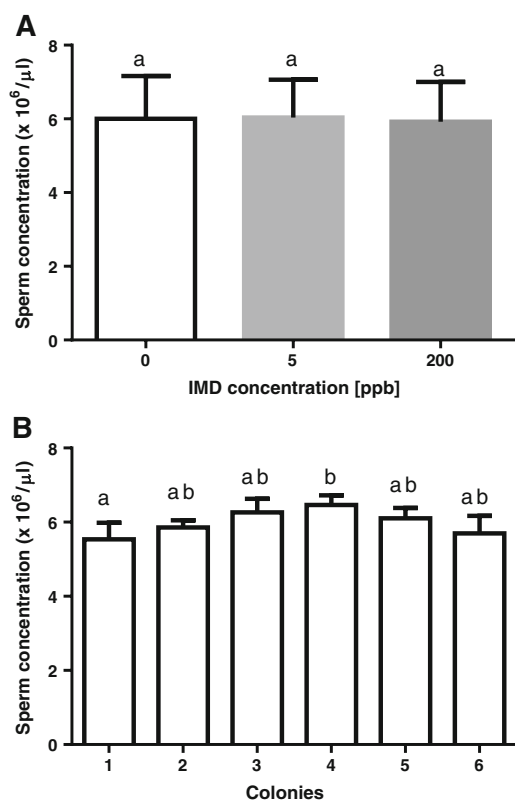 A
Sperm concentration (x 10⁶/µl)
8
6
4
2
0
a
a
a
0
5
200
IMD concentration [ppb]
B
Sperm concentration (x 10⁶/µl)
8
6
4
2
0
a
a b
a b
b
a b
a b
1
2
3
4
5
6
Colonies